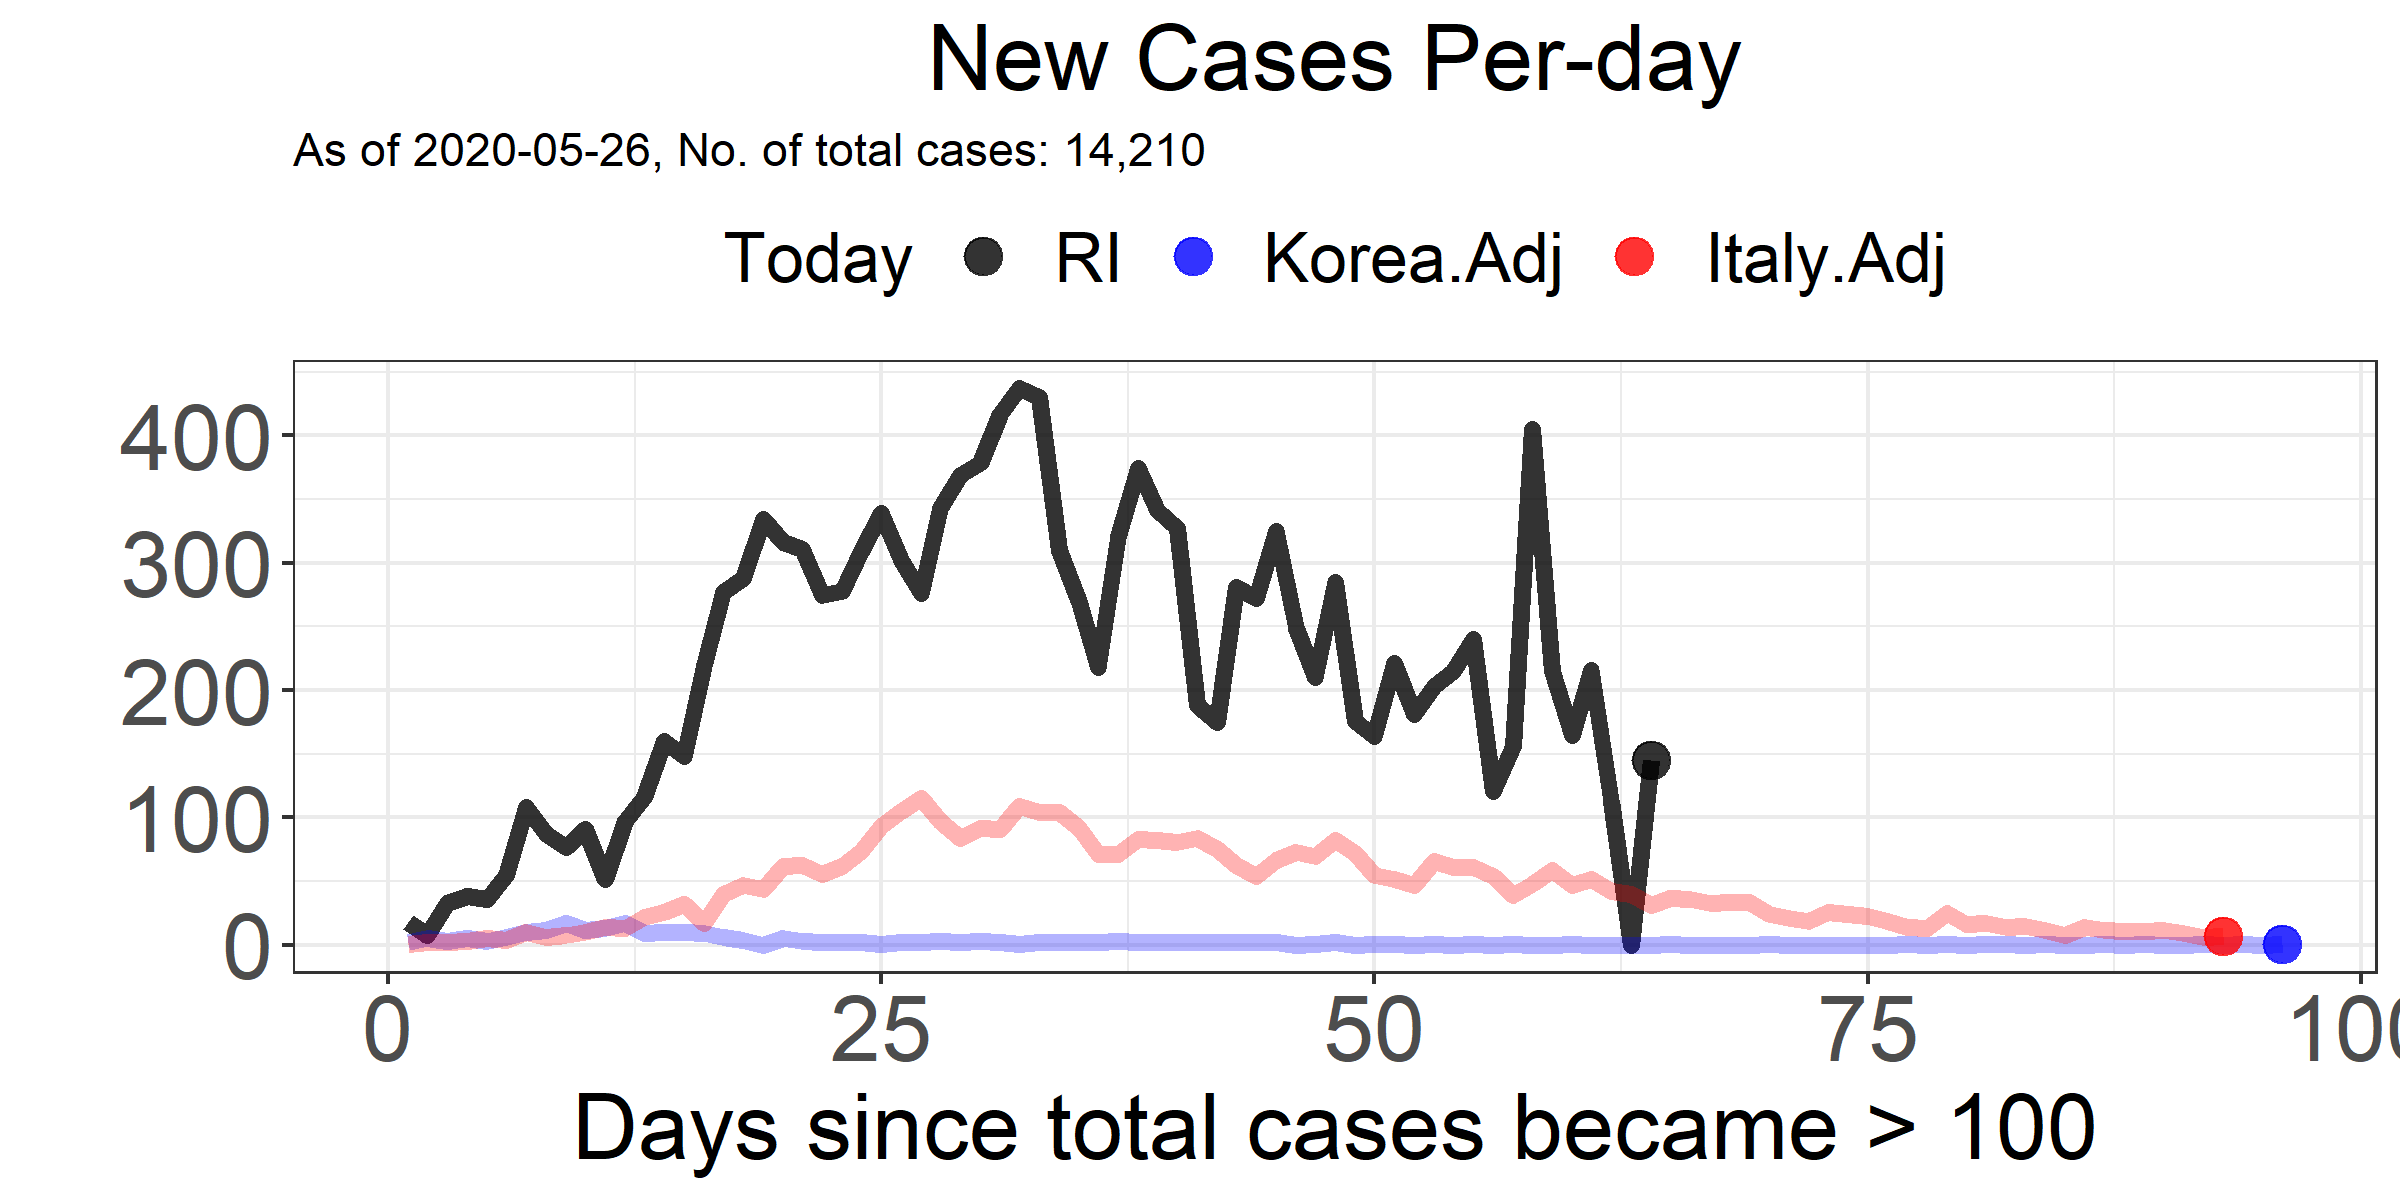 New Cases Per-day
As of 2020-05-26, No. of total cases: 14,210
Today RI Korea.Adj Italy.Adj
400
300
200
100
0
0 25 50 75 100
Days since total cases became > 100